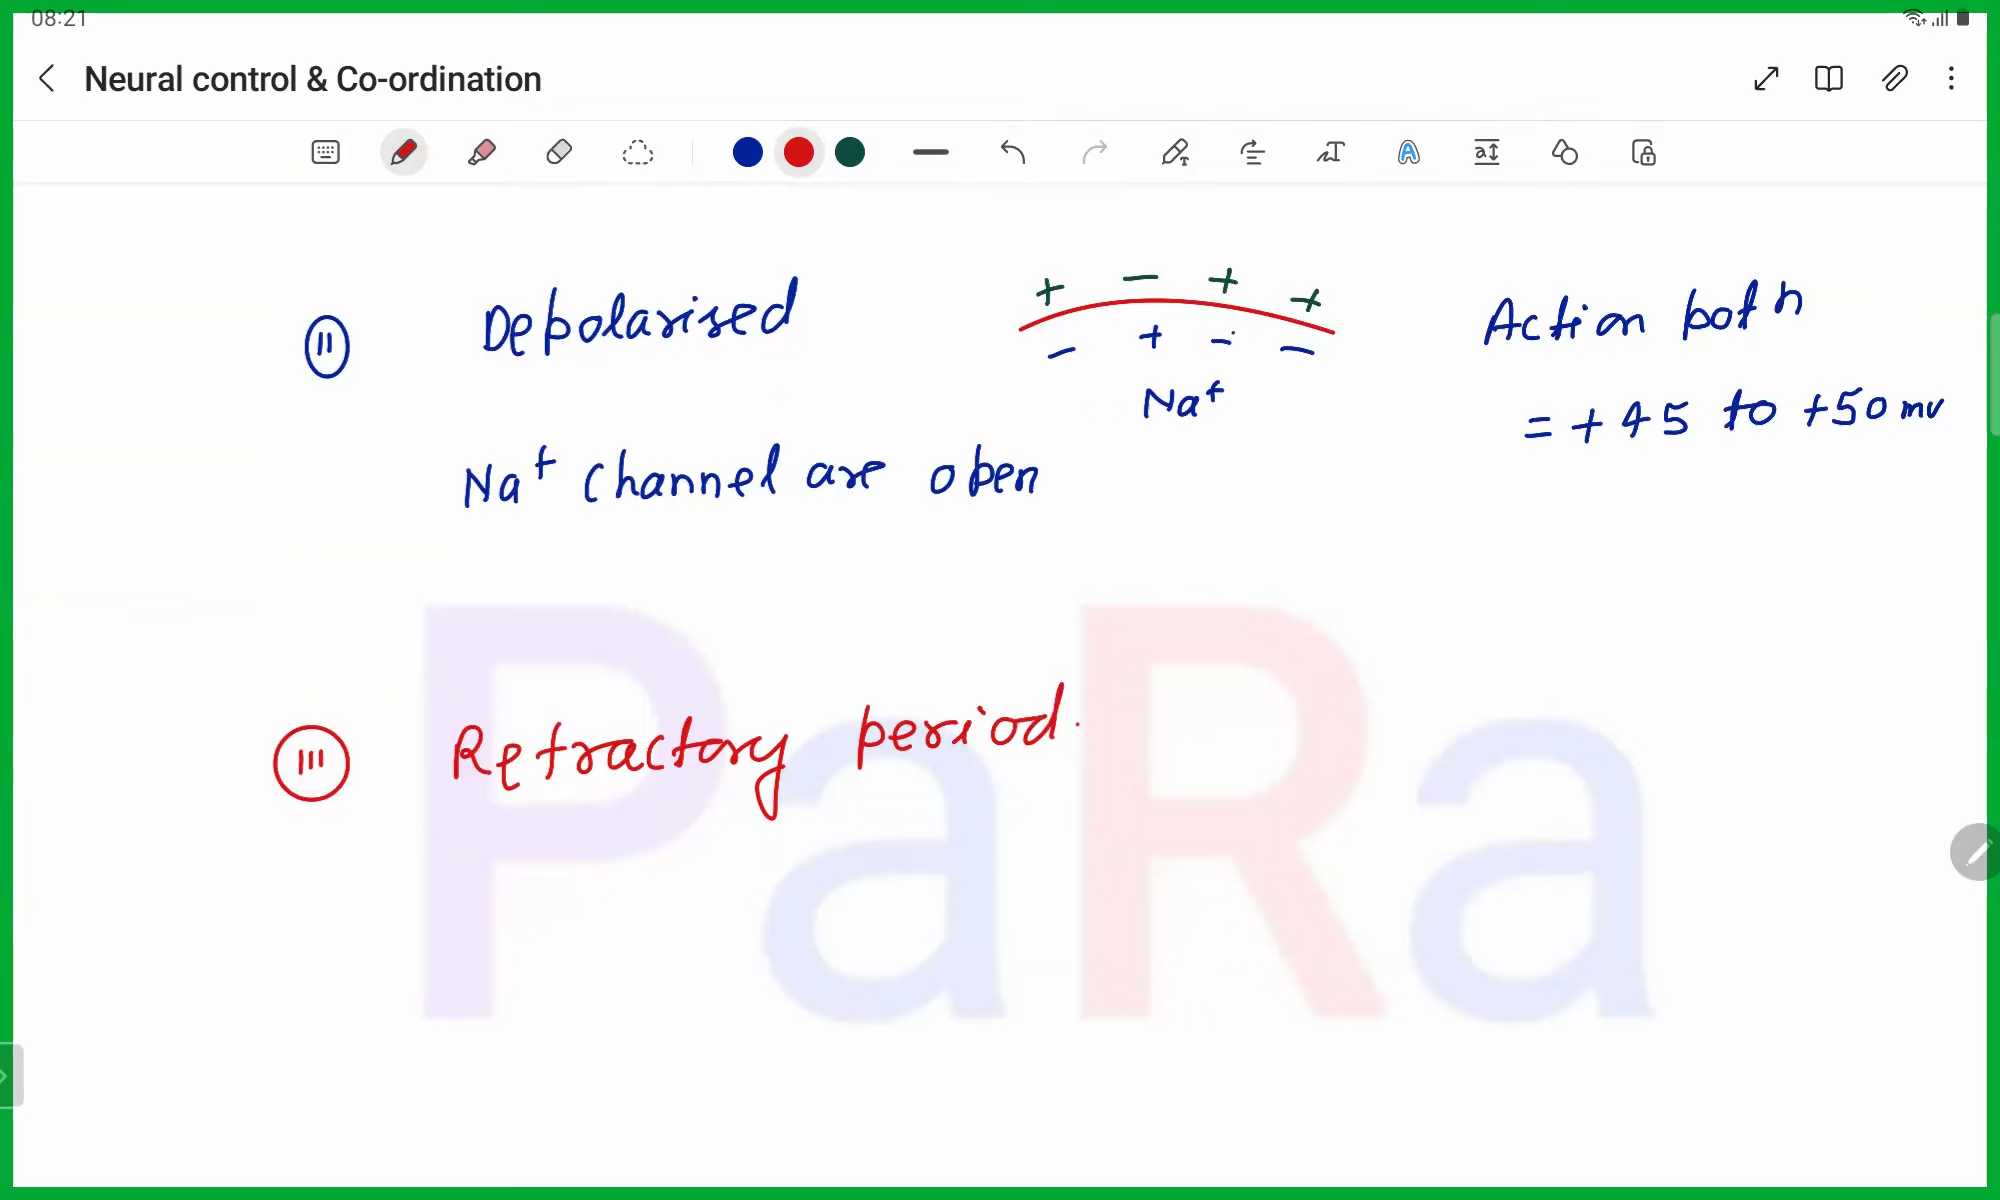 08:21
Neural control & Co-ordination
II Depolarised
+ − + +
− + − −
Na⁺
Action potn
= +45 to +50 mv
Na⁺ channel are open
III Refractory period.
PaRa